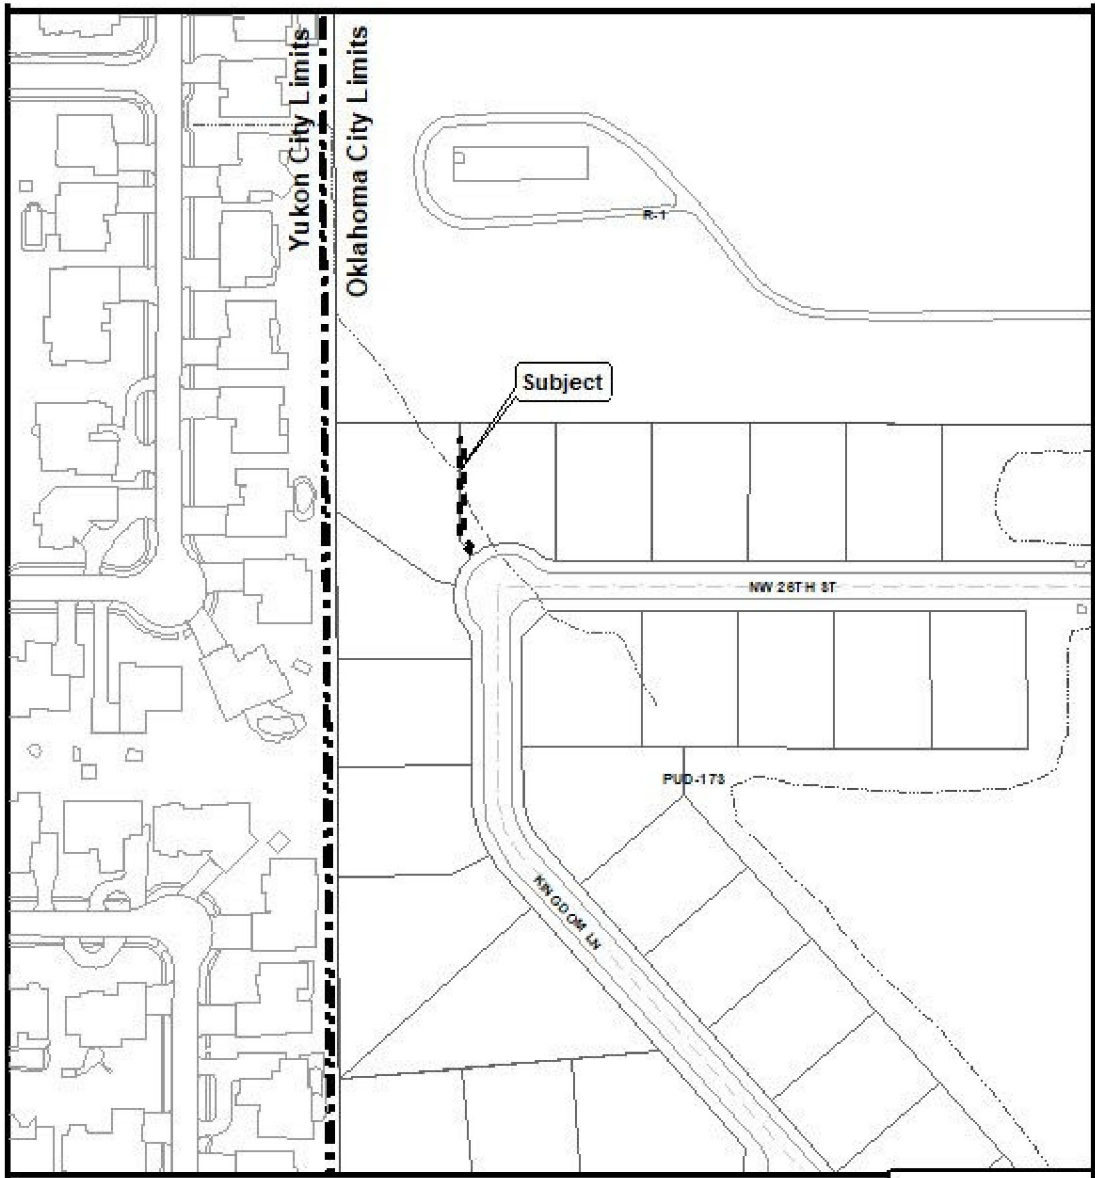 Yukon City Limits
Oklahoma City Limits
R-1
Subject
NW 26TH ST
PUD-173
KINGDOM LN